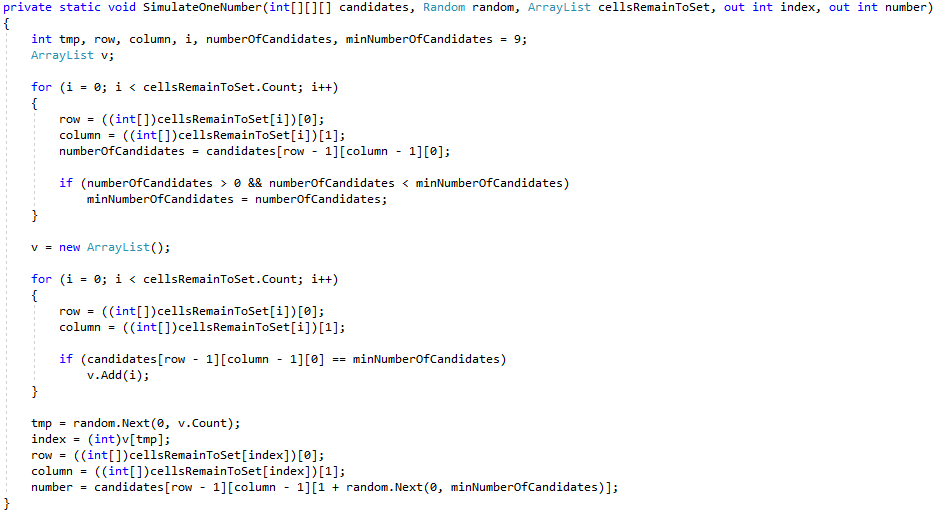 private static void SimulateOneNumber(int[][][] candidates, Random random, ArrayList cellsRemainToSet, out int index, out int number)
{
    int tmp, row, column, i, numberOfCandidates, minNumberOfCandidates = 9;
    ArrayList v;

    for (i = 0; i < cellsRemainToSet.Count; i++)
    {
        row = ((int[])cellsRemainToSet[i])[0];
        column = ((int[])cellsRemainToSet[i])[1];
        numberOfCandidates = candidates[row - 1][column - 1][0];

        if (numberOfCandidates > 0 && numberOfCandidates < minNumberOfCandidates)
            minNumberOfCandidates = numberOfCandidates;
    }

    v = new ArrayList();

    for (i = 0; i < cellsRemainToSet.Count; i++)
    {
        row = ((int[])cellsRemainToSet[i])[0];
        column = ((int[])cellsRemainToSet[i])[1];

        if (candidates[row - 1][column - 1][0] == minNumberOfCandidates)
            v.Add(i);
    }

    tmp = random.Next(0, v.Count);
    index = (int)v[tmp];
    row = ((int[])cellsRemainToSet[index])[0];
    column = ((int[])cellsRemainToSet[index])[1];
    number = candidates[row - 1][column - 1][1 + random.Next(0, minNumberOfCandidates)];
}